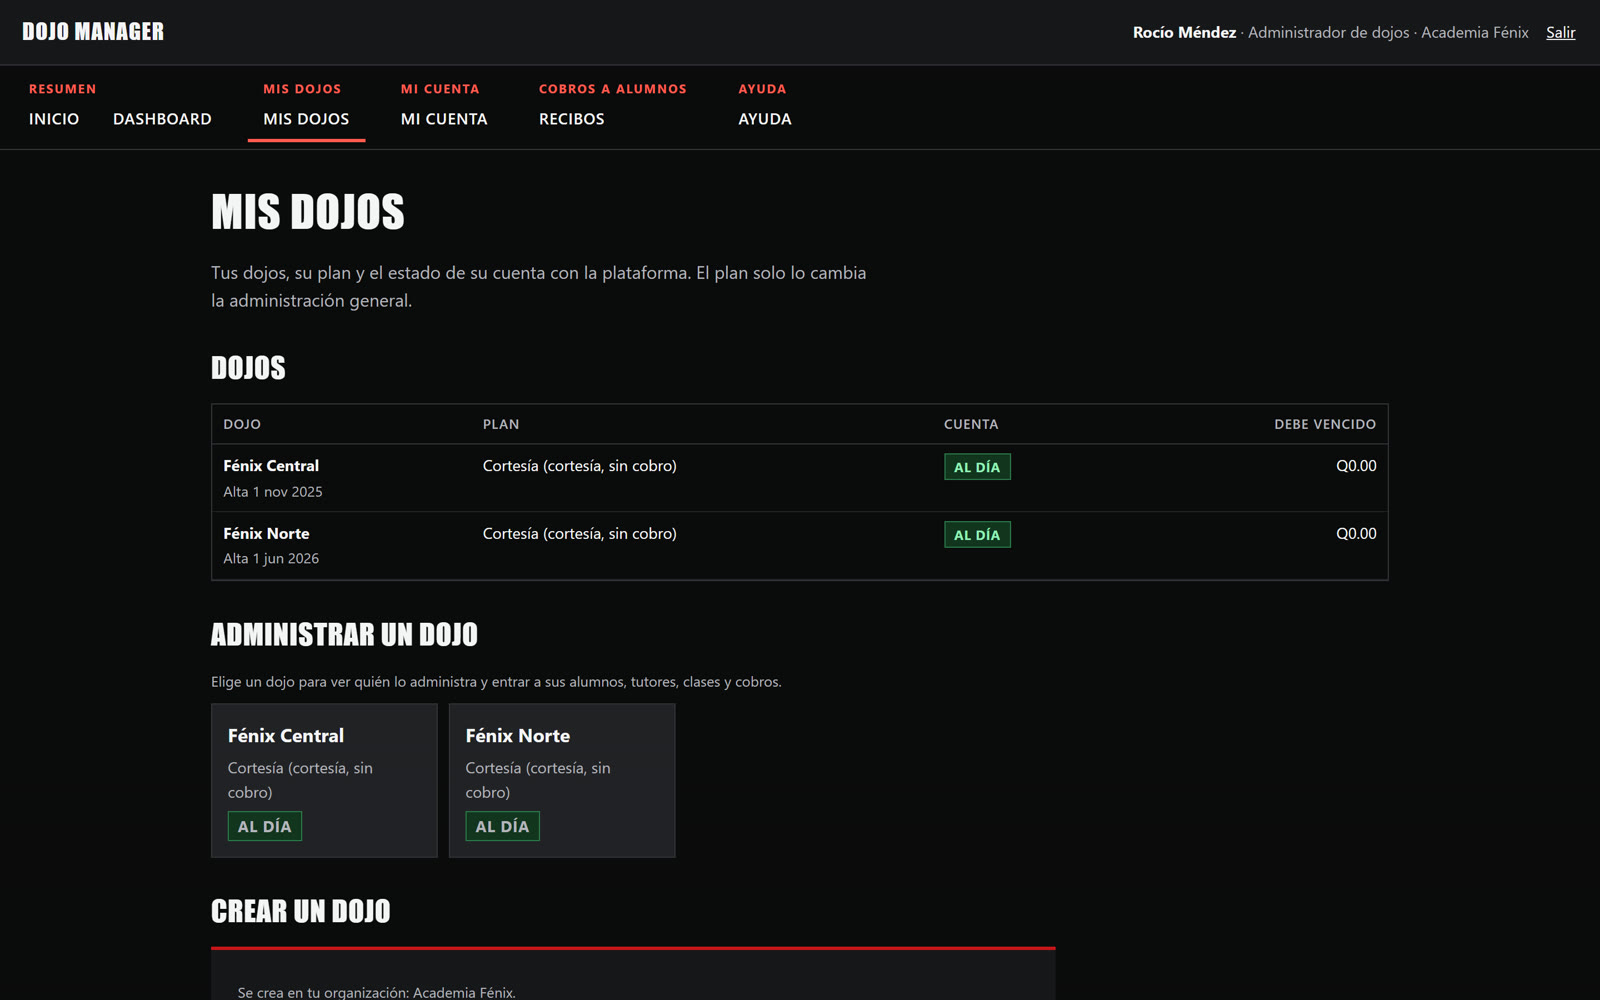 DOJO MANAGER
Rocío Méndez · Administrador de dojos · Academia Fénix Salir
RESUMEN
INICIO DASHBOARD
MIS DOJOS
MIS DOJOS
MI CUENTA
MI CUENTA
COBROS A ALUMNOS
RECIBOS
AYUDA
AYUDA
MIS DOJOS
Tus dojos, su plan y el estado de su cuenta con la plataforma. El plan solo lo cambia
la administración general.
DOJOS
DOJO PLAN CUENTA DEBE VENCIDO
Fénix Central Cortesía (cortesía, sin cobro) AL DÍA Q0.00
Alta 1 nov 2025
Fénix Norte Cortesía (cortesía, sin cobro) AL DÍA Q0.00
Alta 1 jun 2026
ADMINISTRAR UN DOJO
Elige un dojo para ver quién lo administra y entrar a sus alumnos, tutores, clases y cobros.
Fénix Central
Cortesía (cortesía, sin
cobro)
AL DÍA
Fénix Norte
Cortesía (cortesía, sin
cobro)
AL DÍA
CREAR UN DOJO
Se crea en tu organización: Academia Fénix.